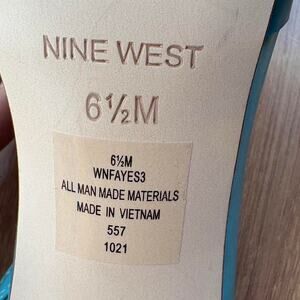 NINE WEST
6½M
6½M
WNFAYES3
ALL MAN MADE MATERIALS
MADE IN VIETNAM
557
1021